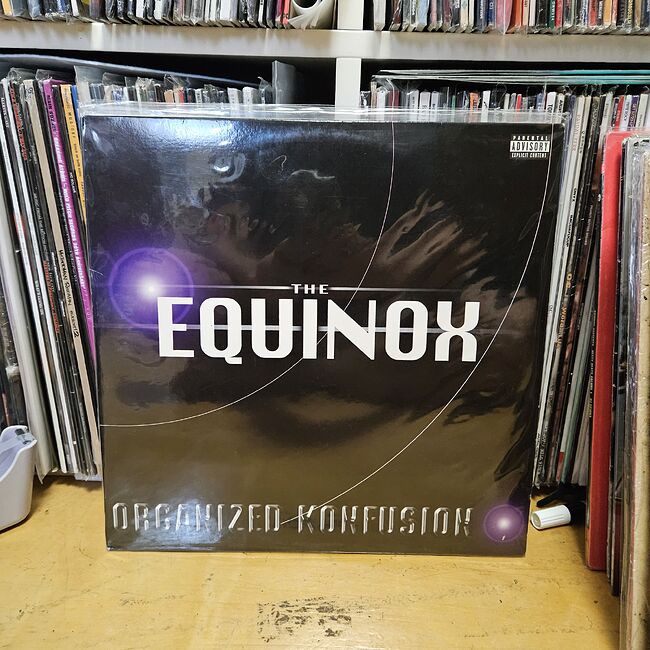 PARENTAL
ADVISORY
EXPLICIT CONTENT
THE
EQUINOX
ORGANIZED KONFUSION